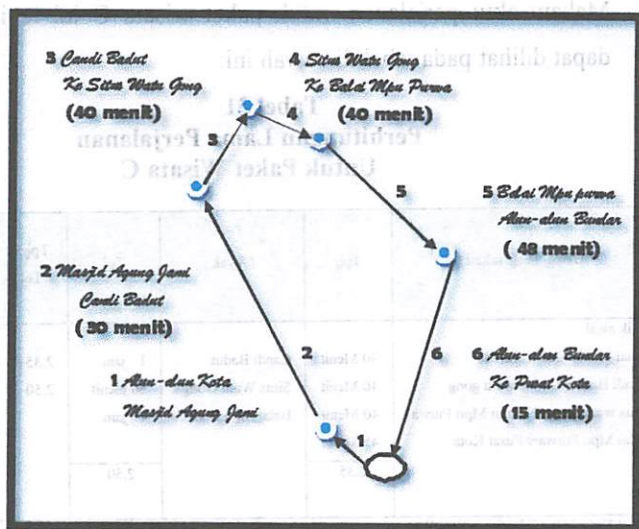 3 Candi Badut
Ke Situs Watu Gong
(40 menit)
4 Situs Watu Gong
Ke Balai Mpu Purwa
(40 menit)
3
4
5
5 Balai Mpu purwa
Alun-alun Bundar
( 48 menit)
2 Masjid Agung Jami
Candi Badut
(30 menit)
2
6
6 Alun-alun Bundar
Ke Pusat Kota
(15 menit)
1 Alun-alun Kota
Masjid Agung Jami
1